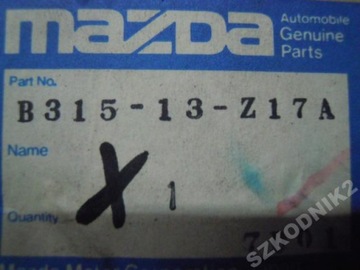 mazda
Automobile
Genuine
Parts
Part No.
B315-13-Z17A
Name
X 1
Quantity
SZKODNIK2